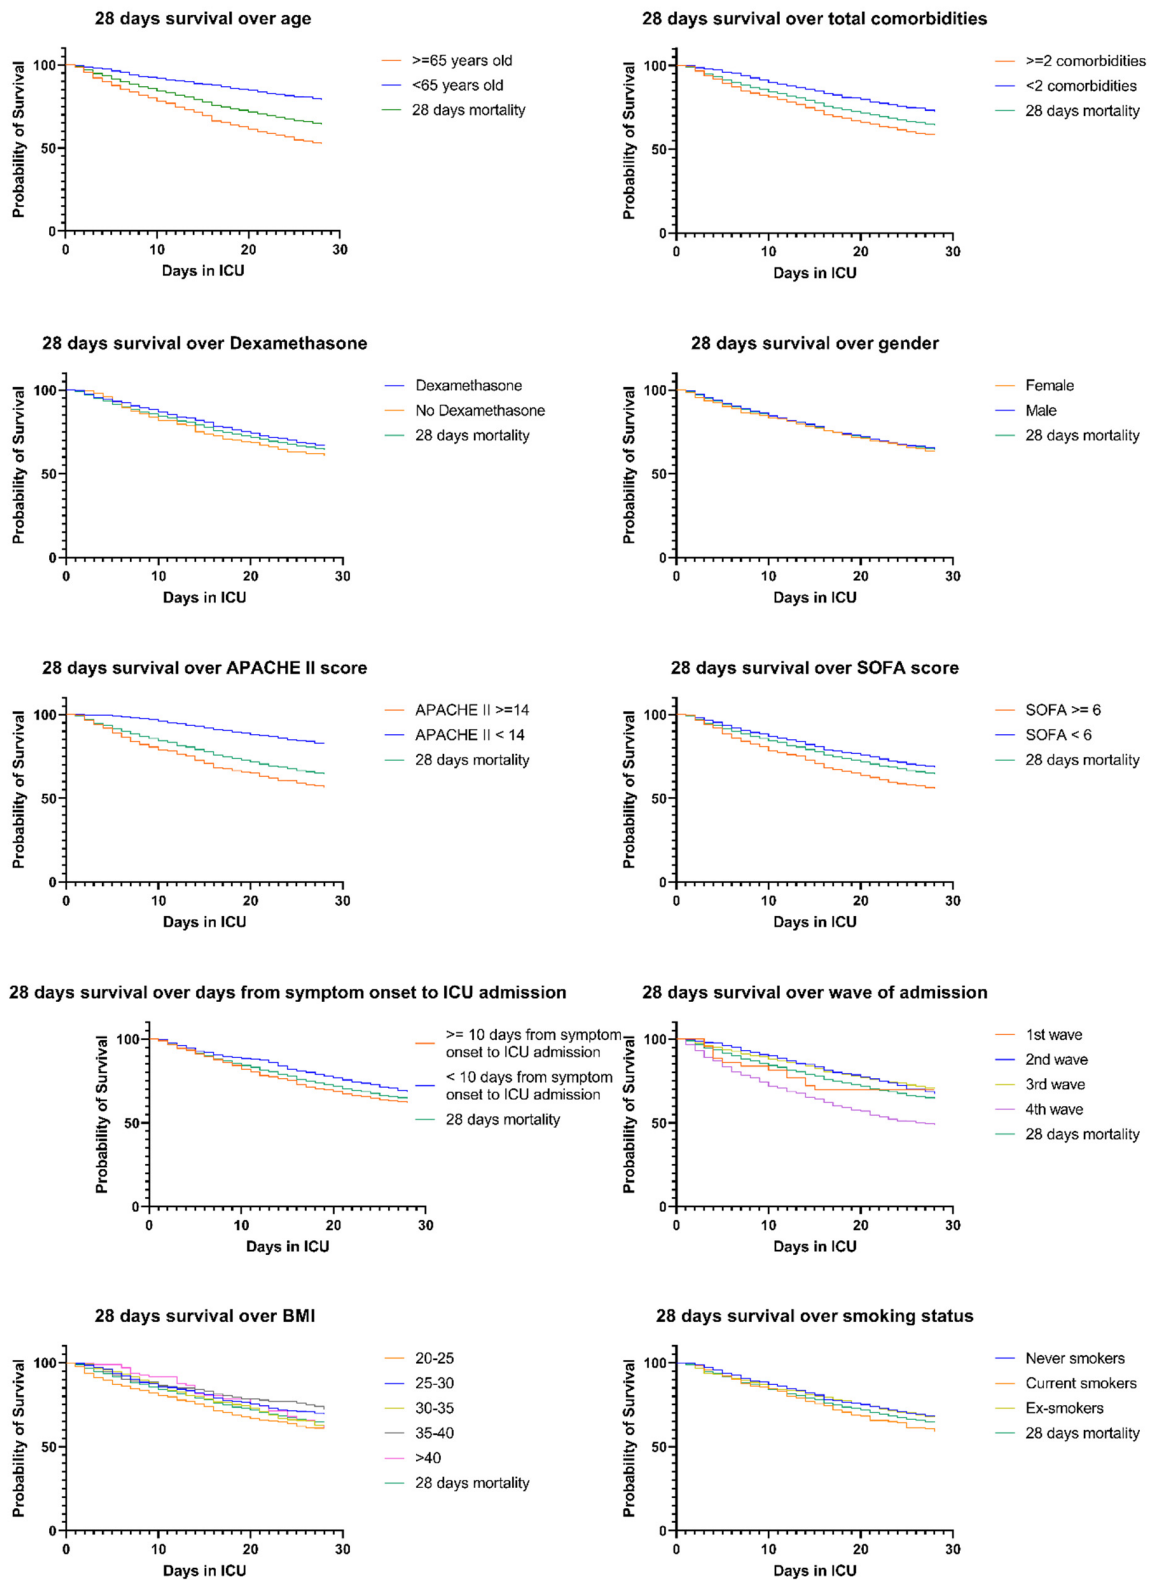 28 days survival over age
Probability of Survival
100
50
0
0 10 20 30
Days in ICU
>=65 years old
<65 years old
28 days mortality
28 days survival over total comorbidities
Probability of Survival
100
50
0
0 10 20 30
Days in ICU
>=2 comorbidities
<2 comorbidities
28 days mortality
28 days survival over Dexamethasone
Probability of Survival
100
50
0
0 10 20 30
Days in ICU
Dexamethasone
No Dexamethasone
28 days mortality
28 days survival over gender
Probability of Survival
100
50
0
0 10 20 30
Days in ICU
Female
Male
28 days mortality
28 days survival over APACHE II score
Probability of Survival
100
50
0
0 10 20 30
Days in ICU
APACHE II >=14
APACHE II < 14
28 days mortality
28 days survival over SOFA score
Probability of Survival
100
50
0
0 10 20 30
Days in ICU
SOFA >= 6
SOFA < 6
28 days mortality
28 days survival over days from symptom onset to ICU admission
Probability of Survival
100
50
0
0 10 20 30
Days in ICU
>= 10 days from symptom
onset to ICU admission
< 10 days from symptom
onset to ICU admission
28 days mortality
28 days survival over wave of admission
Probability of Survival
100
50
0
0 10 20 30
Days in ICU
1st wave
2nd wave
3rd wave
4th wave
28 days mortality
28 days survival over BMI
Probability of Survival
100
50
0
0 10 20 30
Days in ICU
20-25
25-30
30-35
35-40
>40
28 days mortality
28 days survival over smoking status
Probability of Survival
100
50
0
0 10 20 30
Days in ICU
Never smokers
Current smokers
Ex-smokers
28 days mortality